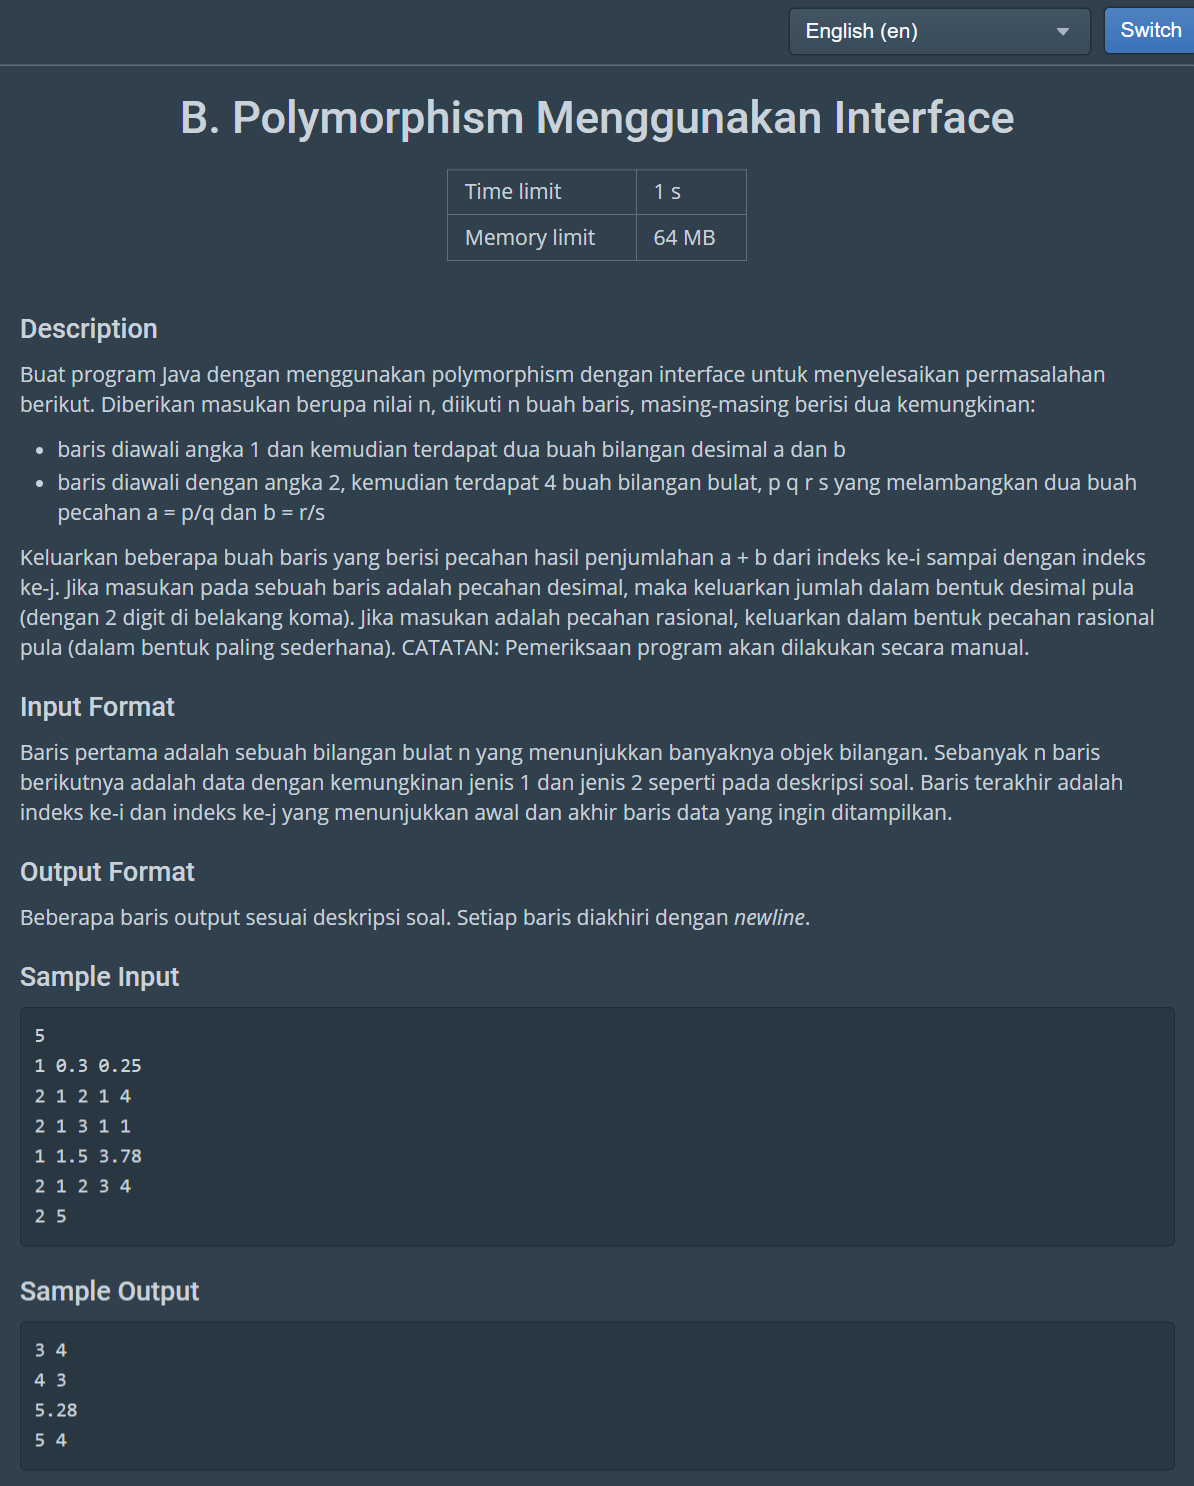 English (en)
Switch
B. Polymorphism Menggunakan Interface
Time limit 1 s
Memory limit 64 MB
Description
Buat program Java dengan menggunakan polymorphism dengan interface untuk menyelesaikan permasalahan
berikut. Diberikan masukan berupa nilai n, diikuti n buah baris, masing-masing berisi dua kemungkinan:
• baris diawali angka 1 dan kemudian terdapat dua buah bilangan desimal a dan b
• baris diawali dengan angka 2, kemudian terdapat 4 buah bilangan bulat, p q r s yang melambangkan dua buah
pecahan a = p/q dan b = r/s
Keluarkan beberapa buah baris yang berisi pecahan hasil penjumlahan a + b dari indeks ke-i sampai dengan indeks
ke-j. Jika masukan pada sebuah baris adalah pecahan desimal, maka keluarkan jumlah dalam bentuk desimal pula
(dengan 2 digit di belakang koma). Jika masukan adalah pecahan rasional, keluarkan dalam bentuk pecahan rasional
pula (dalam bentuk paling sederhana). CATATAN: Pemeriksaan program akan dilakukan secara manual.
Input Format
Baris pertama adalah sebuah bilangan bulat n yang menunjukkan banyaknya objek bilangan. Sebanyak n baris
berikutnya adalah data dengan kemungkinan jenis 1 dan jenis 2 seperti pada deskripsi soal. Baris terakhir adalah
indeks ke-i dan indeks ke-j yang menunjukkan awal dan akhir baris data yang ingin ditampilkan.
Output Format
Beberapa baris output sesuai deskripsi soal. Setiap baris diakhiri dengan newline.
Sample Input
5
1 0.3 0.25
2 1 2 1 4
2 1 3 1 1
1 1.5 3.78
2 1 2 3 4
2 5
Sample Output
3 4
4 3
5.28
5 4